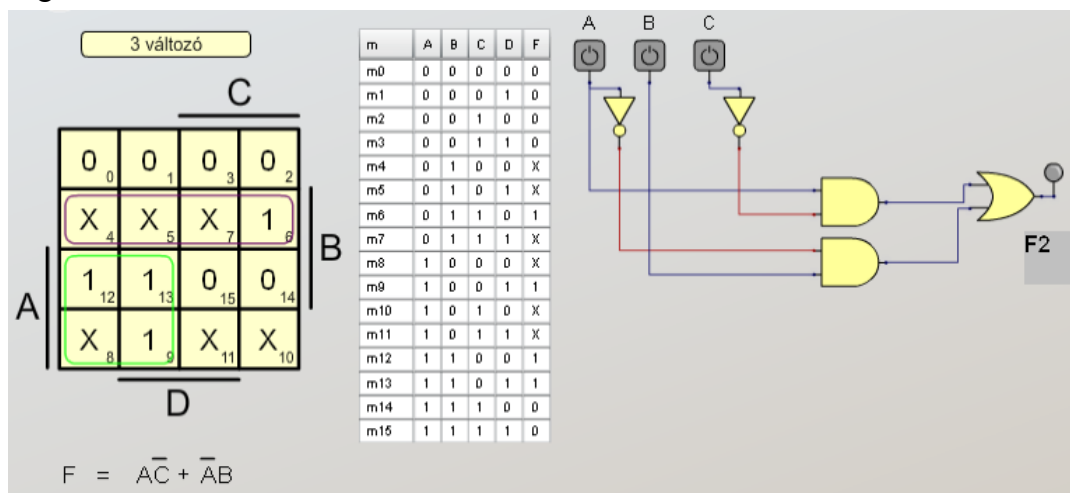 3 változó
C
0 0 0 1 0 3 0 2
X 4 X 5 X 7 1 6
B
A
1 12 1 13 0 15 0 14
X 8 1 9 X 11 X 10
D
F = AC̅ + A̅B
m A B C D F
m0 0 0 0 0 0
m1 0 0 0 1 0
m2 0 0 1 0 0
m3 0 0 1 1 0
m4 0 1 0 0 X
m5 0 1 0 1 X
m6 0 1 1 0 1
m7 0 1 1 1 X
m8 1 0 0 0 X
m9 1 0 0 1 1
m10 1 0 1 0 X
m11 1 0 1 1 X
m12 1 1 0 0 1
m13 1 1 0 1 1
m14 1 1 1 0 0
m15 1 1 1 1 0
A B C
F2